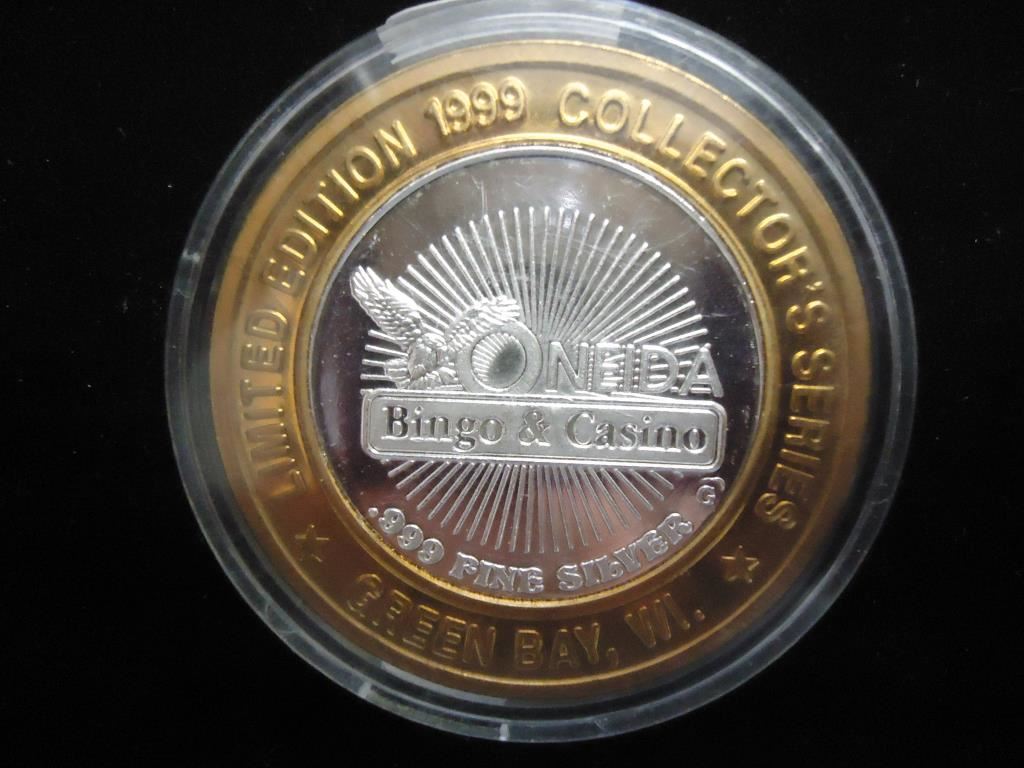 LIMITED EDITION 1999 COLLECTOR'S SERIES
ONEIDA
Bingo & Casino
.999 FINE SILVER G
GREEN BAY, WI.